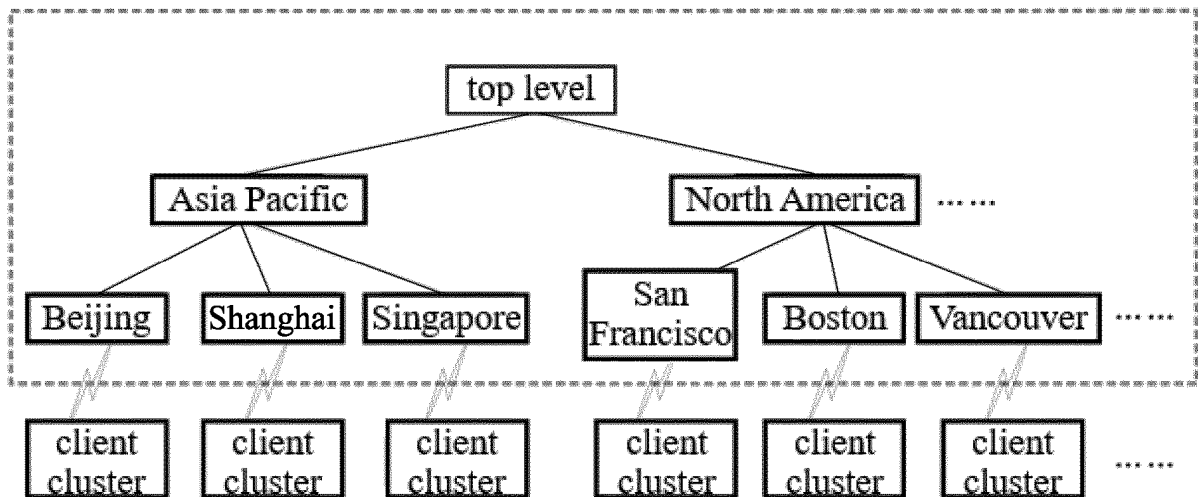 top level
Asia Pacific
North America
……
Beijing
Shanghai
Singapore
San
Francisco
Boston
Vancouver
……
client
cluster
client
cluster
client
cluster
client
cluster
client
cluster
client
cluster
……